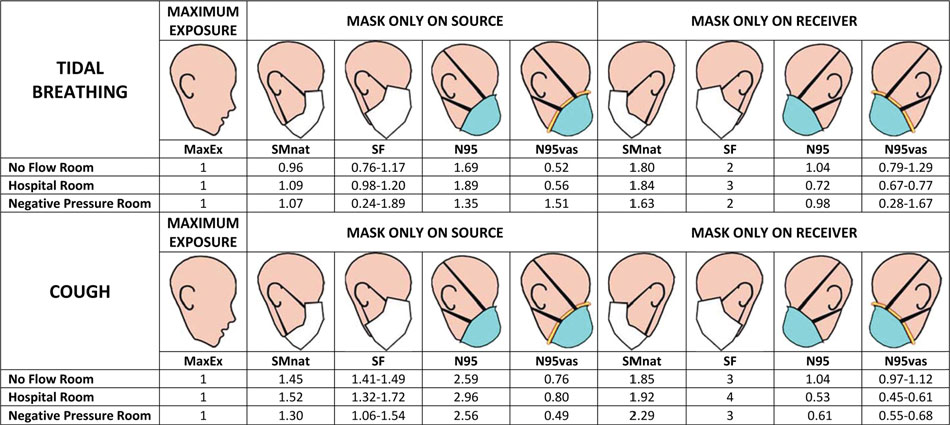 MAXIMUM EXPOSURE MASK ONLY ON SOURCE MASK ONLY ON RECEIVER
TIDAL BREATHING
MaxEx SMnat SF N95 N95vas SMnat SF N95 N95vas
No Flow Room 1 0.96 0.76-1.17 1.69 0.52 1.80 2 1.04 0.79-1.29
Hospital Room 1 1.09 0.98-1.20 1.89 0.56 1.84 3 0.72 0.67-0.77
Negative Pressure Room 1 1.07 0.24-1.89 1.35 1.51 1.63 2 0.98 0.28-1.67
MAXIMUM EXPOSURE MASK ONLY ON SOURCE MASK ONLY ON RECEIVER
COUGH
MaxEx SMnat SF N95 N95vas SMnat SF N95 N95vas
No Flow Room 1 1.45 1.41-1.49 2.59 0.76 1.85 3 1.04 0.97-1.12
Hospital Room 1 1.52 1.32-1.72 2.96 0.80 1.92 4 0.53 0.45-0.61
Negative Pressure Room 1 1.30 1.06-1.54 2.56 0.49 2.29 3 0.61 0.55-0.68